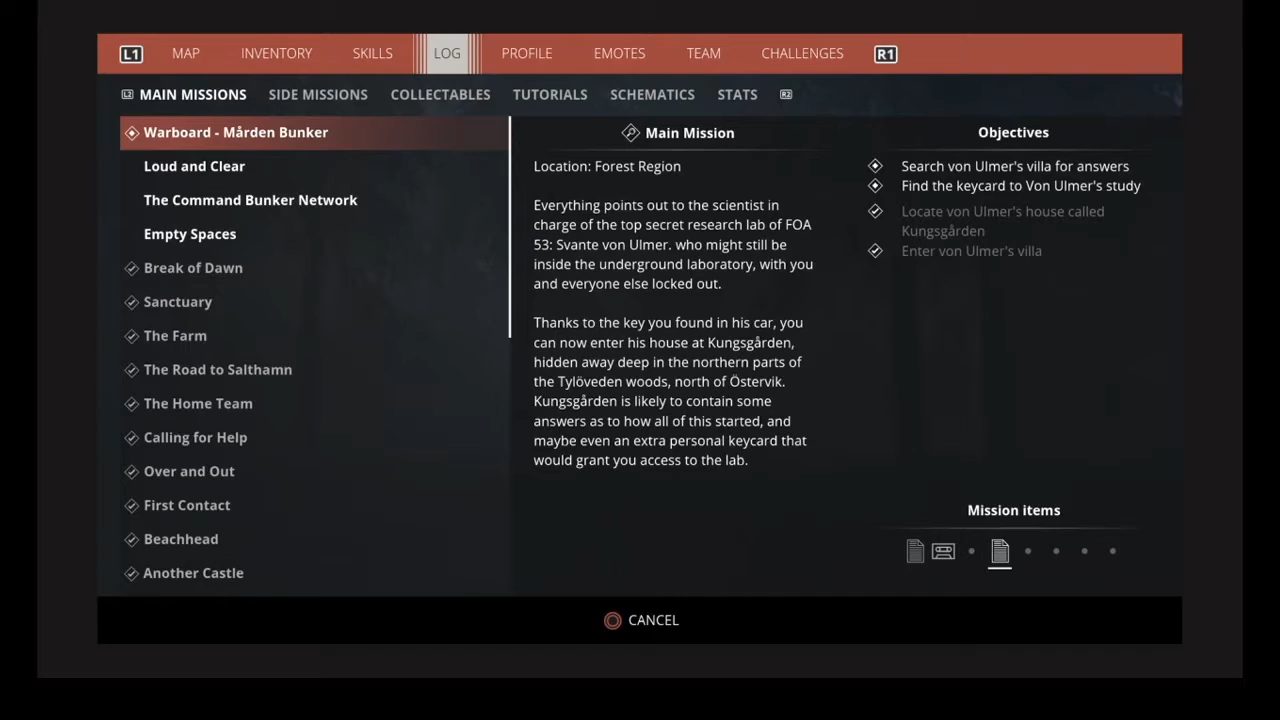 L1 MAP INVENTORY SKILLS LOG PROFILE EMOTES TEAM CHALLENGES R1
L2 MAIN MISSIONS SIDE MISSIONS COLLECTABLES TUTORIALS SCHEMATICS STATS R2
Warboard - Mården Bunker
Loud and Clear
The Command Bunker Network
Empty Spaces
Break of Dawn
Sanctuary
The Farm
The Road to Salthamn
The Home Team
Calling for Help
Over and Out
First Contact
Beachhead
Another Castle
Main Mission
Location: Forest Region
Everything points out to the scientist in
charge of the top secret research lab of FOA
53: Svante von Ulmer. who might still be
inside the underground laboratory, with you
and everyone else locked out.
Thanks to the key you found in his car, you
can now enter his house at Kungsgården,
hidden away deep in the northern parts of
the Tylöveden woods, north of Östervik.
Kungsgården is likely to contain some
answers as to how all of this started, and
maybe even an extra personal keycard that
would grant you access to the lab.
Objectives
Search von Ulmer's villa for answers
Find the keycard to Von Ulmer's study
Locate von Ulmer's house called
Kungsgården
Enter von Ulmer's villa
Mission items
CANCEL